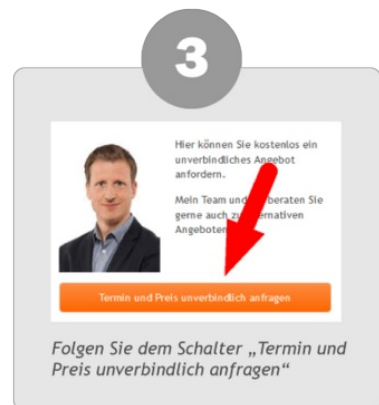 3
Hier können Sie kostenlos ein
unverbindliches Angebot
anfordern.
Mein Team und beraten Sie
gerne auch zu ernativen
Angeboten
Termin und Preis unverbindlich anfragen
Folgen Sie dem Schalter „Termin und
Preis unverbindlich anfragen“